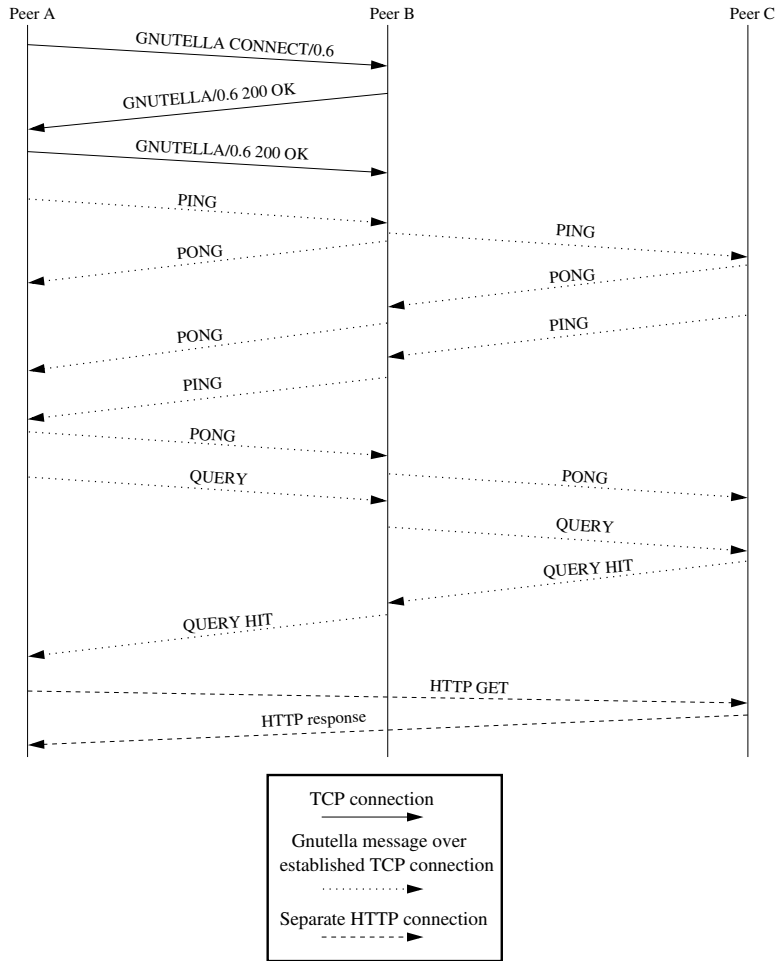 Peer A
Peer B
Peer C
GNUTELLA CONNECT/0.6
GNUTELLA/0.6 200 OK
GNUTELLA/0.6 200 OK
PING
PING
PONG
PONG
PING
PONG
PING
PONG
QUERY
PONG
QUERY
QUERY HIT
QUERY HIT
HTTP GET
HTTP response
TCP connection
Gnutella message over
established TCP connection
Separate HTTP connection